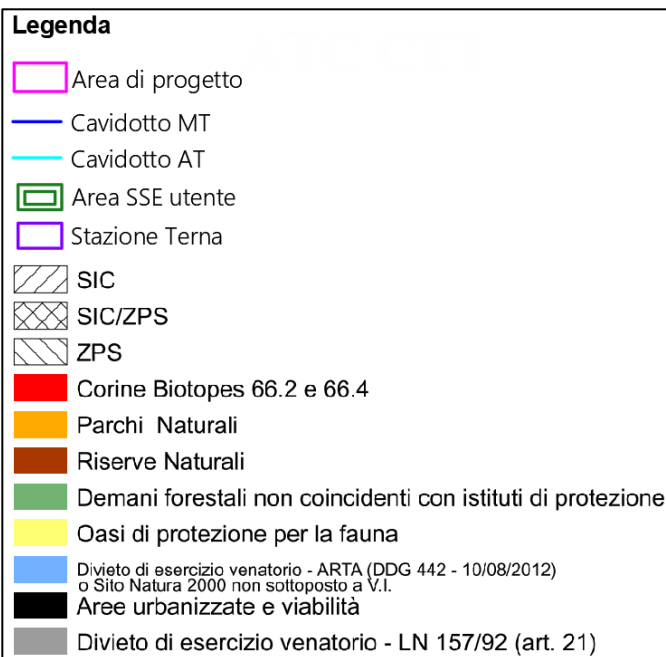 Legenda
Area di progetto
Cavidotto MT
Cavidotto AT
Area SSE utente
Stazione Terna
SIC
SIC/ZPS
ZPS
Corine Biotopes 66.2 e 66.4
Parchi Naturali
Riserve Naturali
Demani forestali non coincidenti con istituti di protezione
Oasi di protezione per la fauna
Divieto di esercizio venatorio - ARTA (DDG 442 - 10/08/2012)
o Sito Natura 2000 non sottoposto a V.I.
Aree urbanizzate e viabilità
Divieto di esercizio venatorio - LN 157/92 (art. 21)